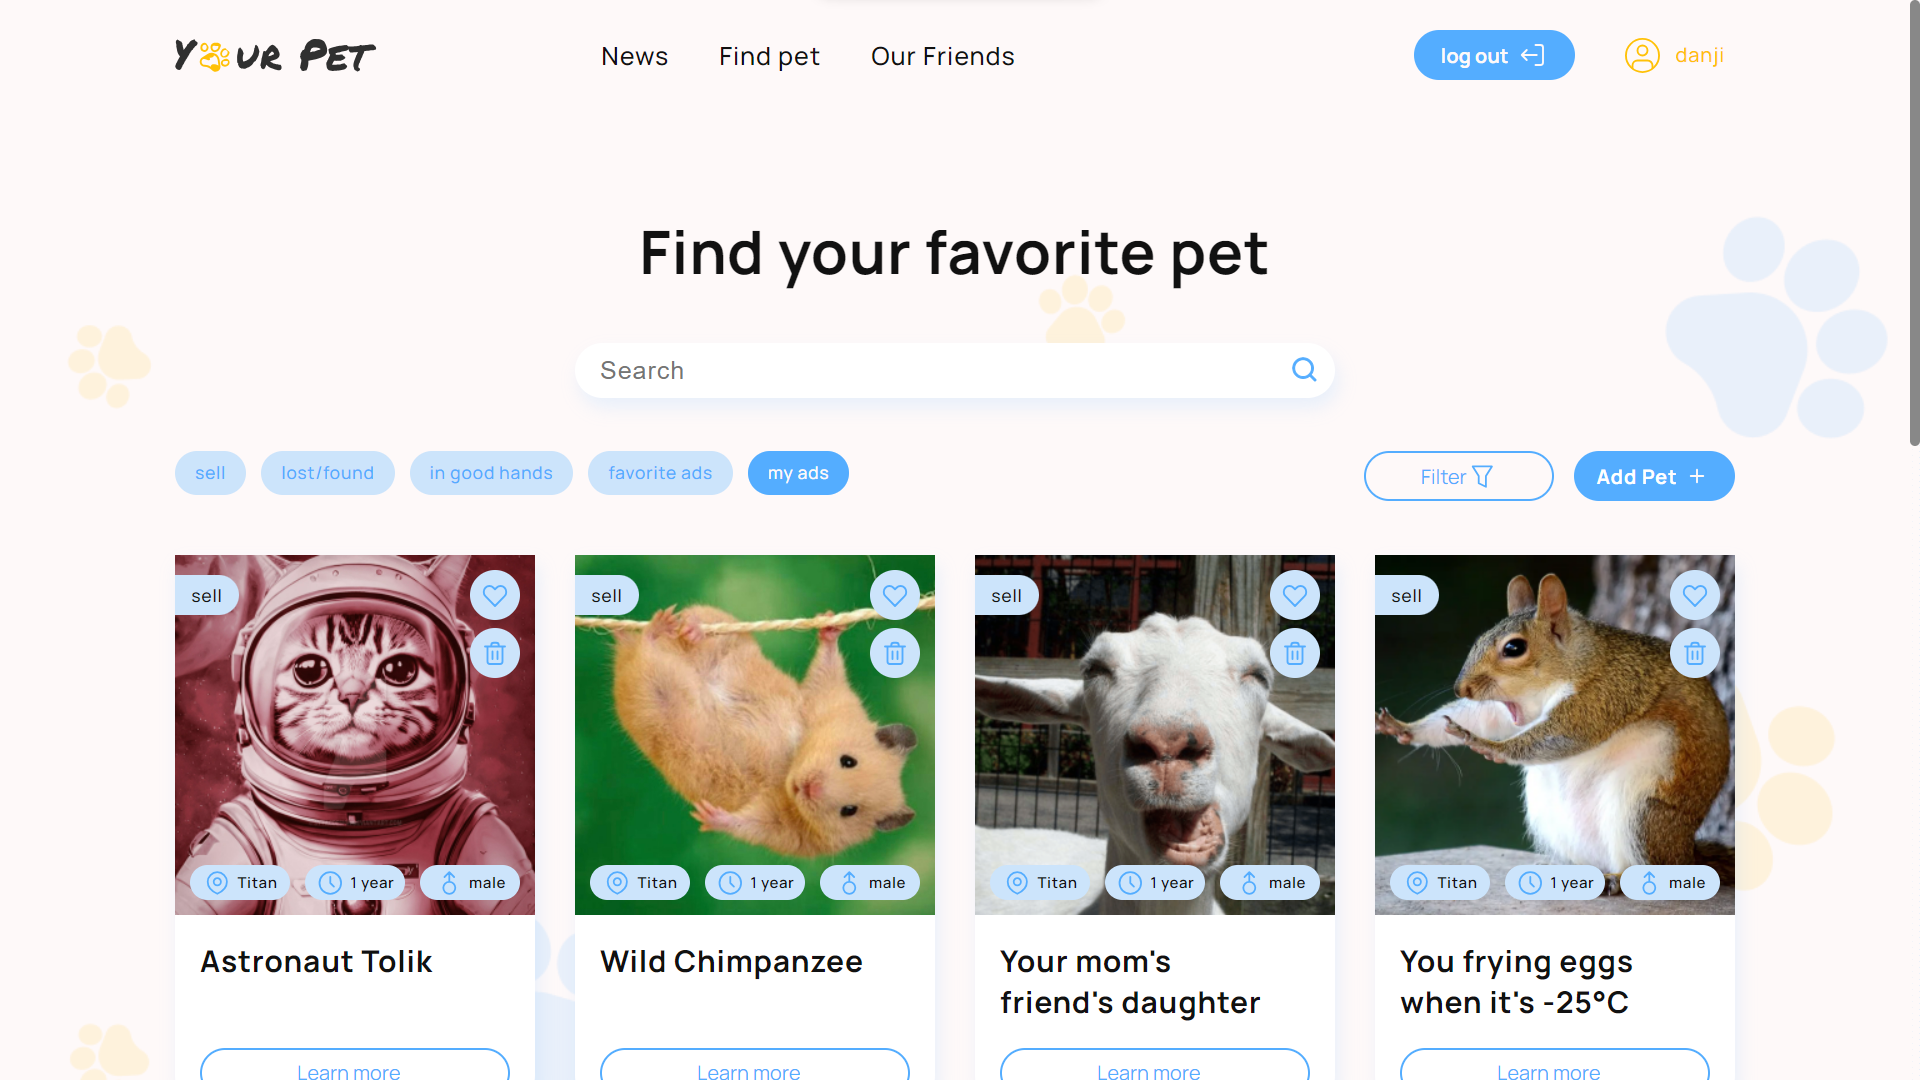 Your Pet
News
Find pet
Our Friends
log out
danji
Find your favorite pet
Search
sell
lost/found
in good hands
favorite ads
my ads
Filter
Add Pet +
sell
sell
sell
sell
Titan
1 year
male
Titan
1 year
male
Titan
1 year
male
Titan
1 year
male
Astronaut Tolik
Wild Chimpanzee
Your mom's
friend's daughter
You frying eggs
when it's -25°C
Learn more
Learn more
Learn more
Learn more